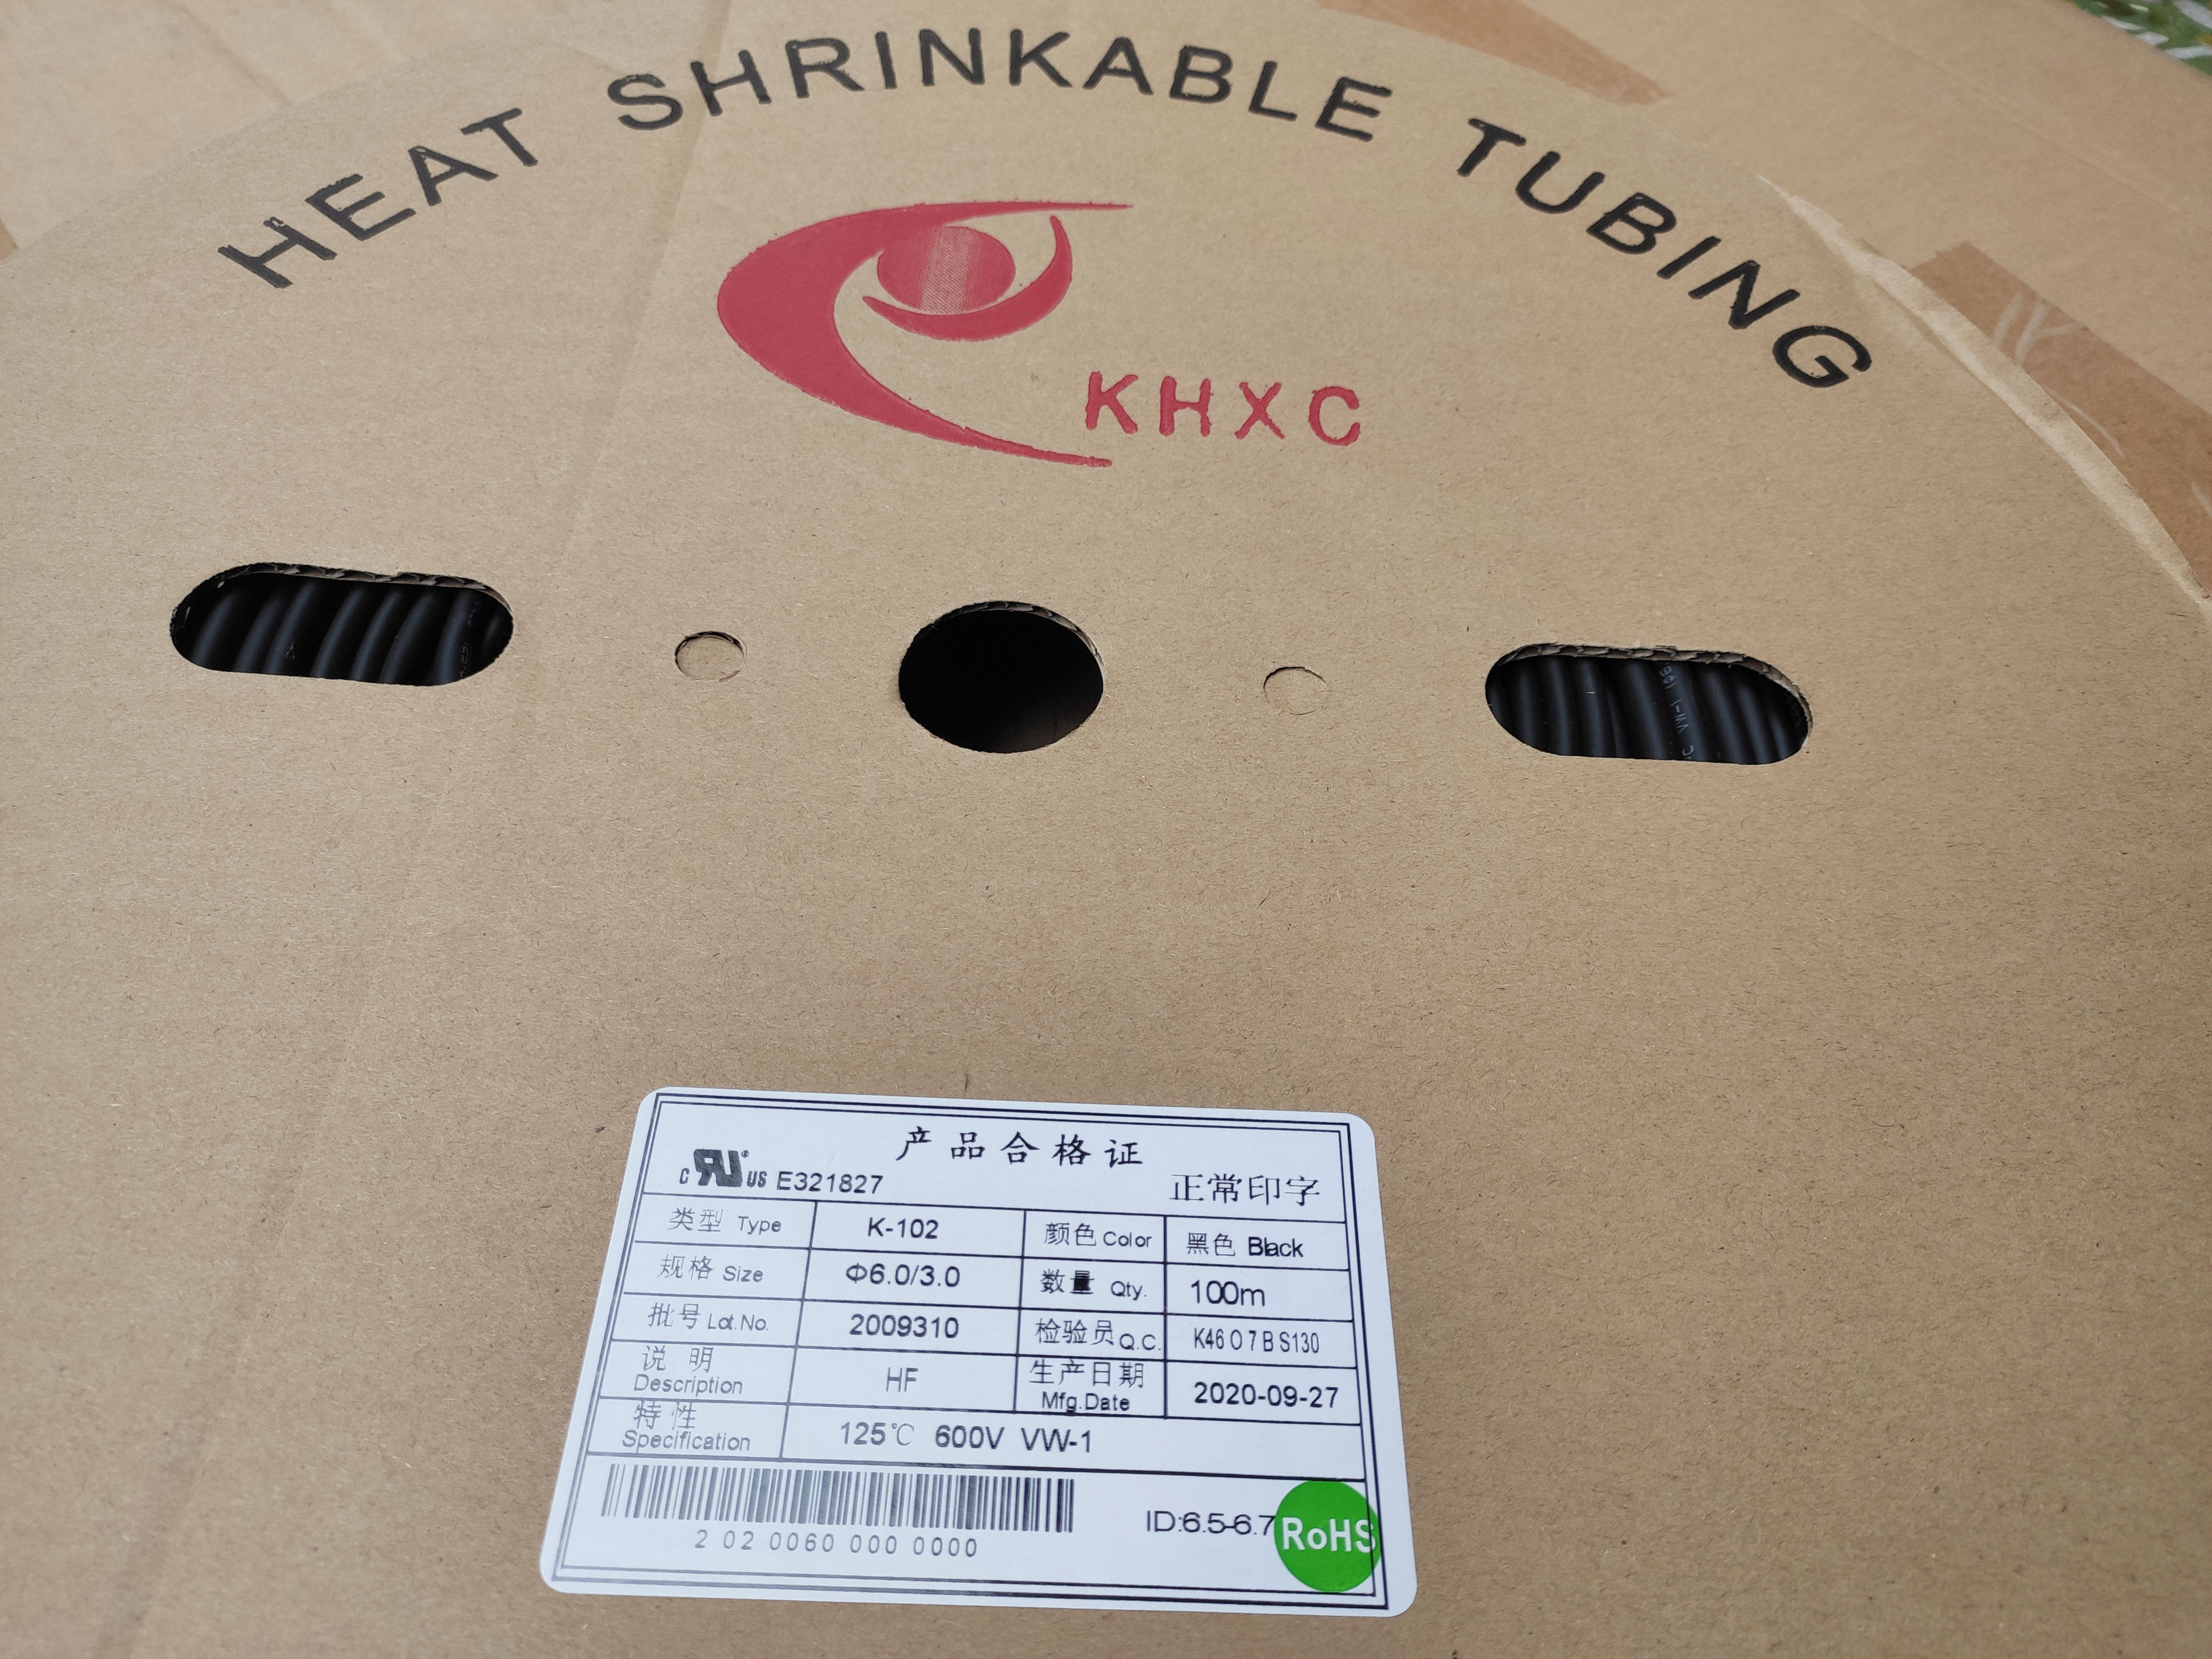 HEAT SHRINKABLE TUBING
KHXC
产品合格证
c RU ® US E321827 正常印字
类型 Type K-102 颜色 Color 黑色 Black
规格 Size Φ6.0/3.0 数量 Qty. 100m
批号 Lot.No. 2009310 检验员 Q.C. K46 O 7 B S130
说 明 Description HF 生产日期 Mfg.Date 2020-09-27
特 性 Specification 125℃ 600V VW-1
ID:6.5-6.7 RoHS
2 02 0060 000 0000
VW-1